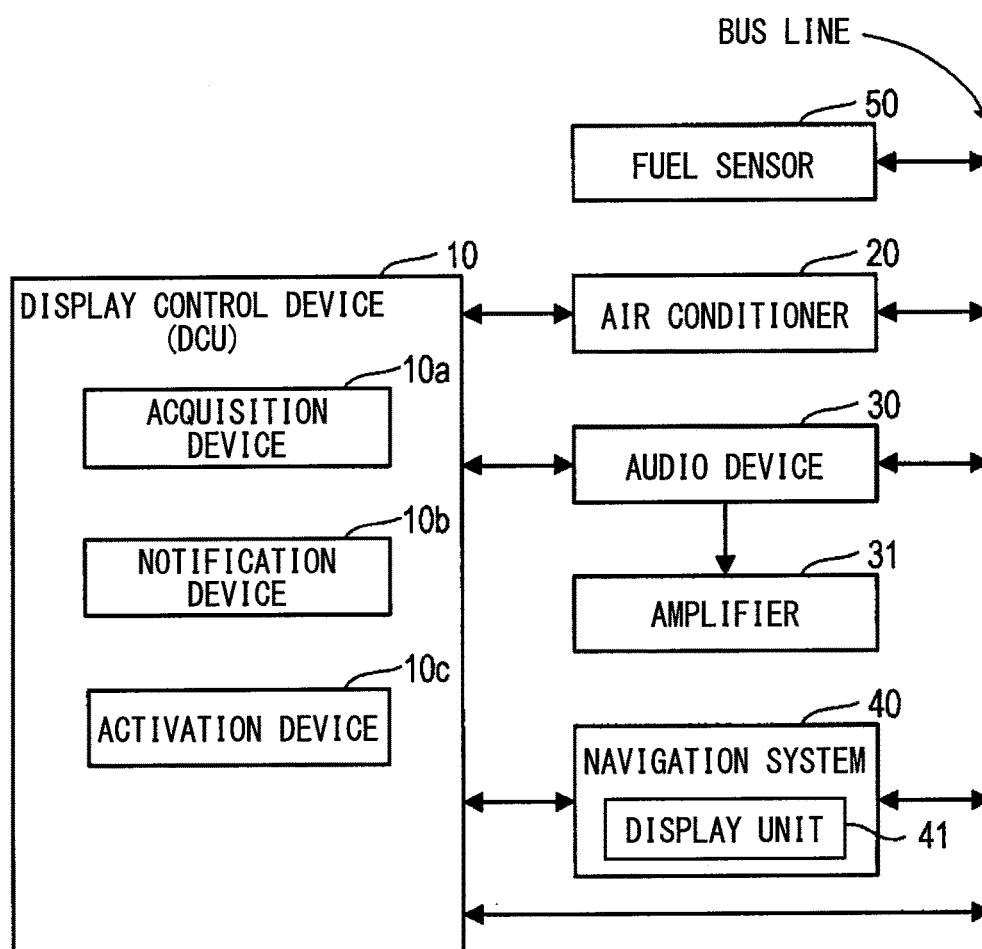 BUS LINE
50
FUEL SENSOR
10
20
DISPLAY CONTROL DEVICE
(DCU)
AIR CONDITIONER
10a
ACQUISITION
DEVICE
30
AUDIO DEVICE
10b
NOTIFICATION
DEVICE
31
AMPLIFIER
10c
ACTIVATION DEVICE
40
NAVIGATION SYSTEM
DISPLAY UNIT
41